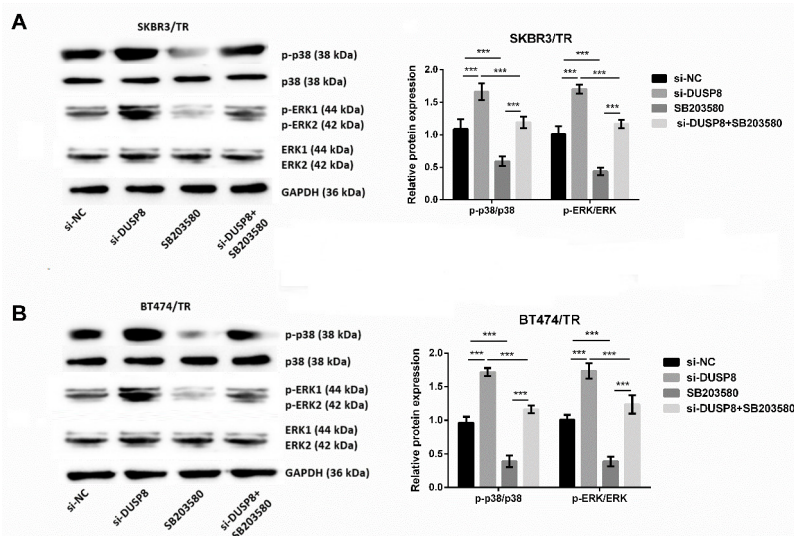 A
SKBR3/TR
p-p38 (38 kDa)
p38 (38 kDa)
p-ERK1 (44 kDa)
p-ERK2 (42 kDa)
ERK1 (44 kDa)
ERK2 (42 kDa)
GAPDH (36 kDa)
si-NC
si-DUSP8
SB203580
si-DUSP8+
SB203580
SKBR3/TR
Relative protein expression
2.0
1.5
1.0
0.5
0.0
***
***
***
***
***
***
***
***
p-p38/p38
p-ERK/ERK
si-NC
si-DUSP8
SB203580
si-DUSP8+SB203580
B
BT474/TR
p-p38 (38 kDa)
p38 (38 kDa)
p-ERK1 (44 kDa)
p-ERK2 (42 kDa)
ERK1 (44 kDa)
ERK2 (42 kDa)
GAPDH (36 kDa)
si-NC
si-DUSP8
SB203580
si-DUSP8+
SB203580
BT474/TR
Relative protein expression
2.0
1.5
1.0
0.5
0.0
***
***
***
***
***
***
***
***
p-p38/p38
p-ERK/ERK
si-NC
si-DUSP8
SB203580
si-DUSP8+SB203580